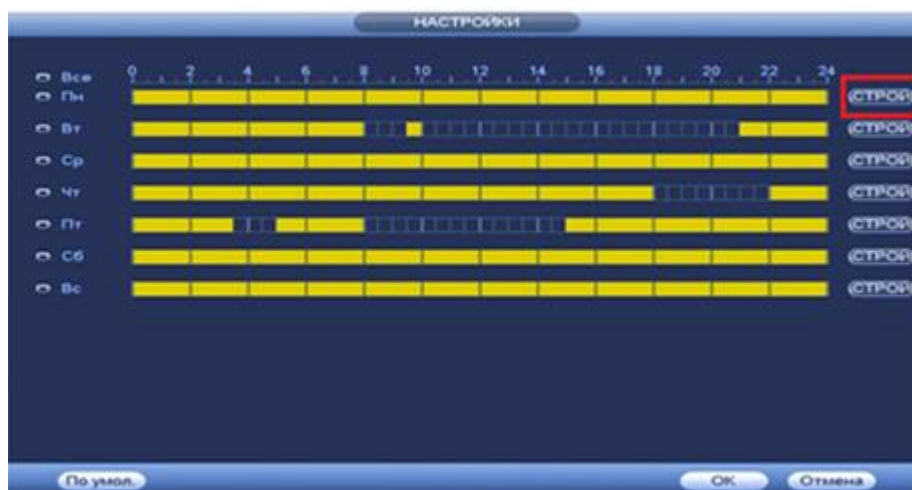 НАСТРОЙКИ
Все 0 2 4 6 8 10 12 14 16 18 20 22 24
Пн (СТРОЙ
Вт (СТРОЙ
Ср (СТРОЙ
Чт (СТРОЙ
Пт (СТРОЙ
Сб (СТРОЙ
Вс (СТРОЙ
По умол. OK Отмена